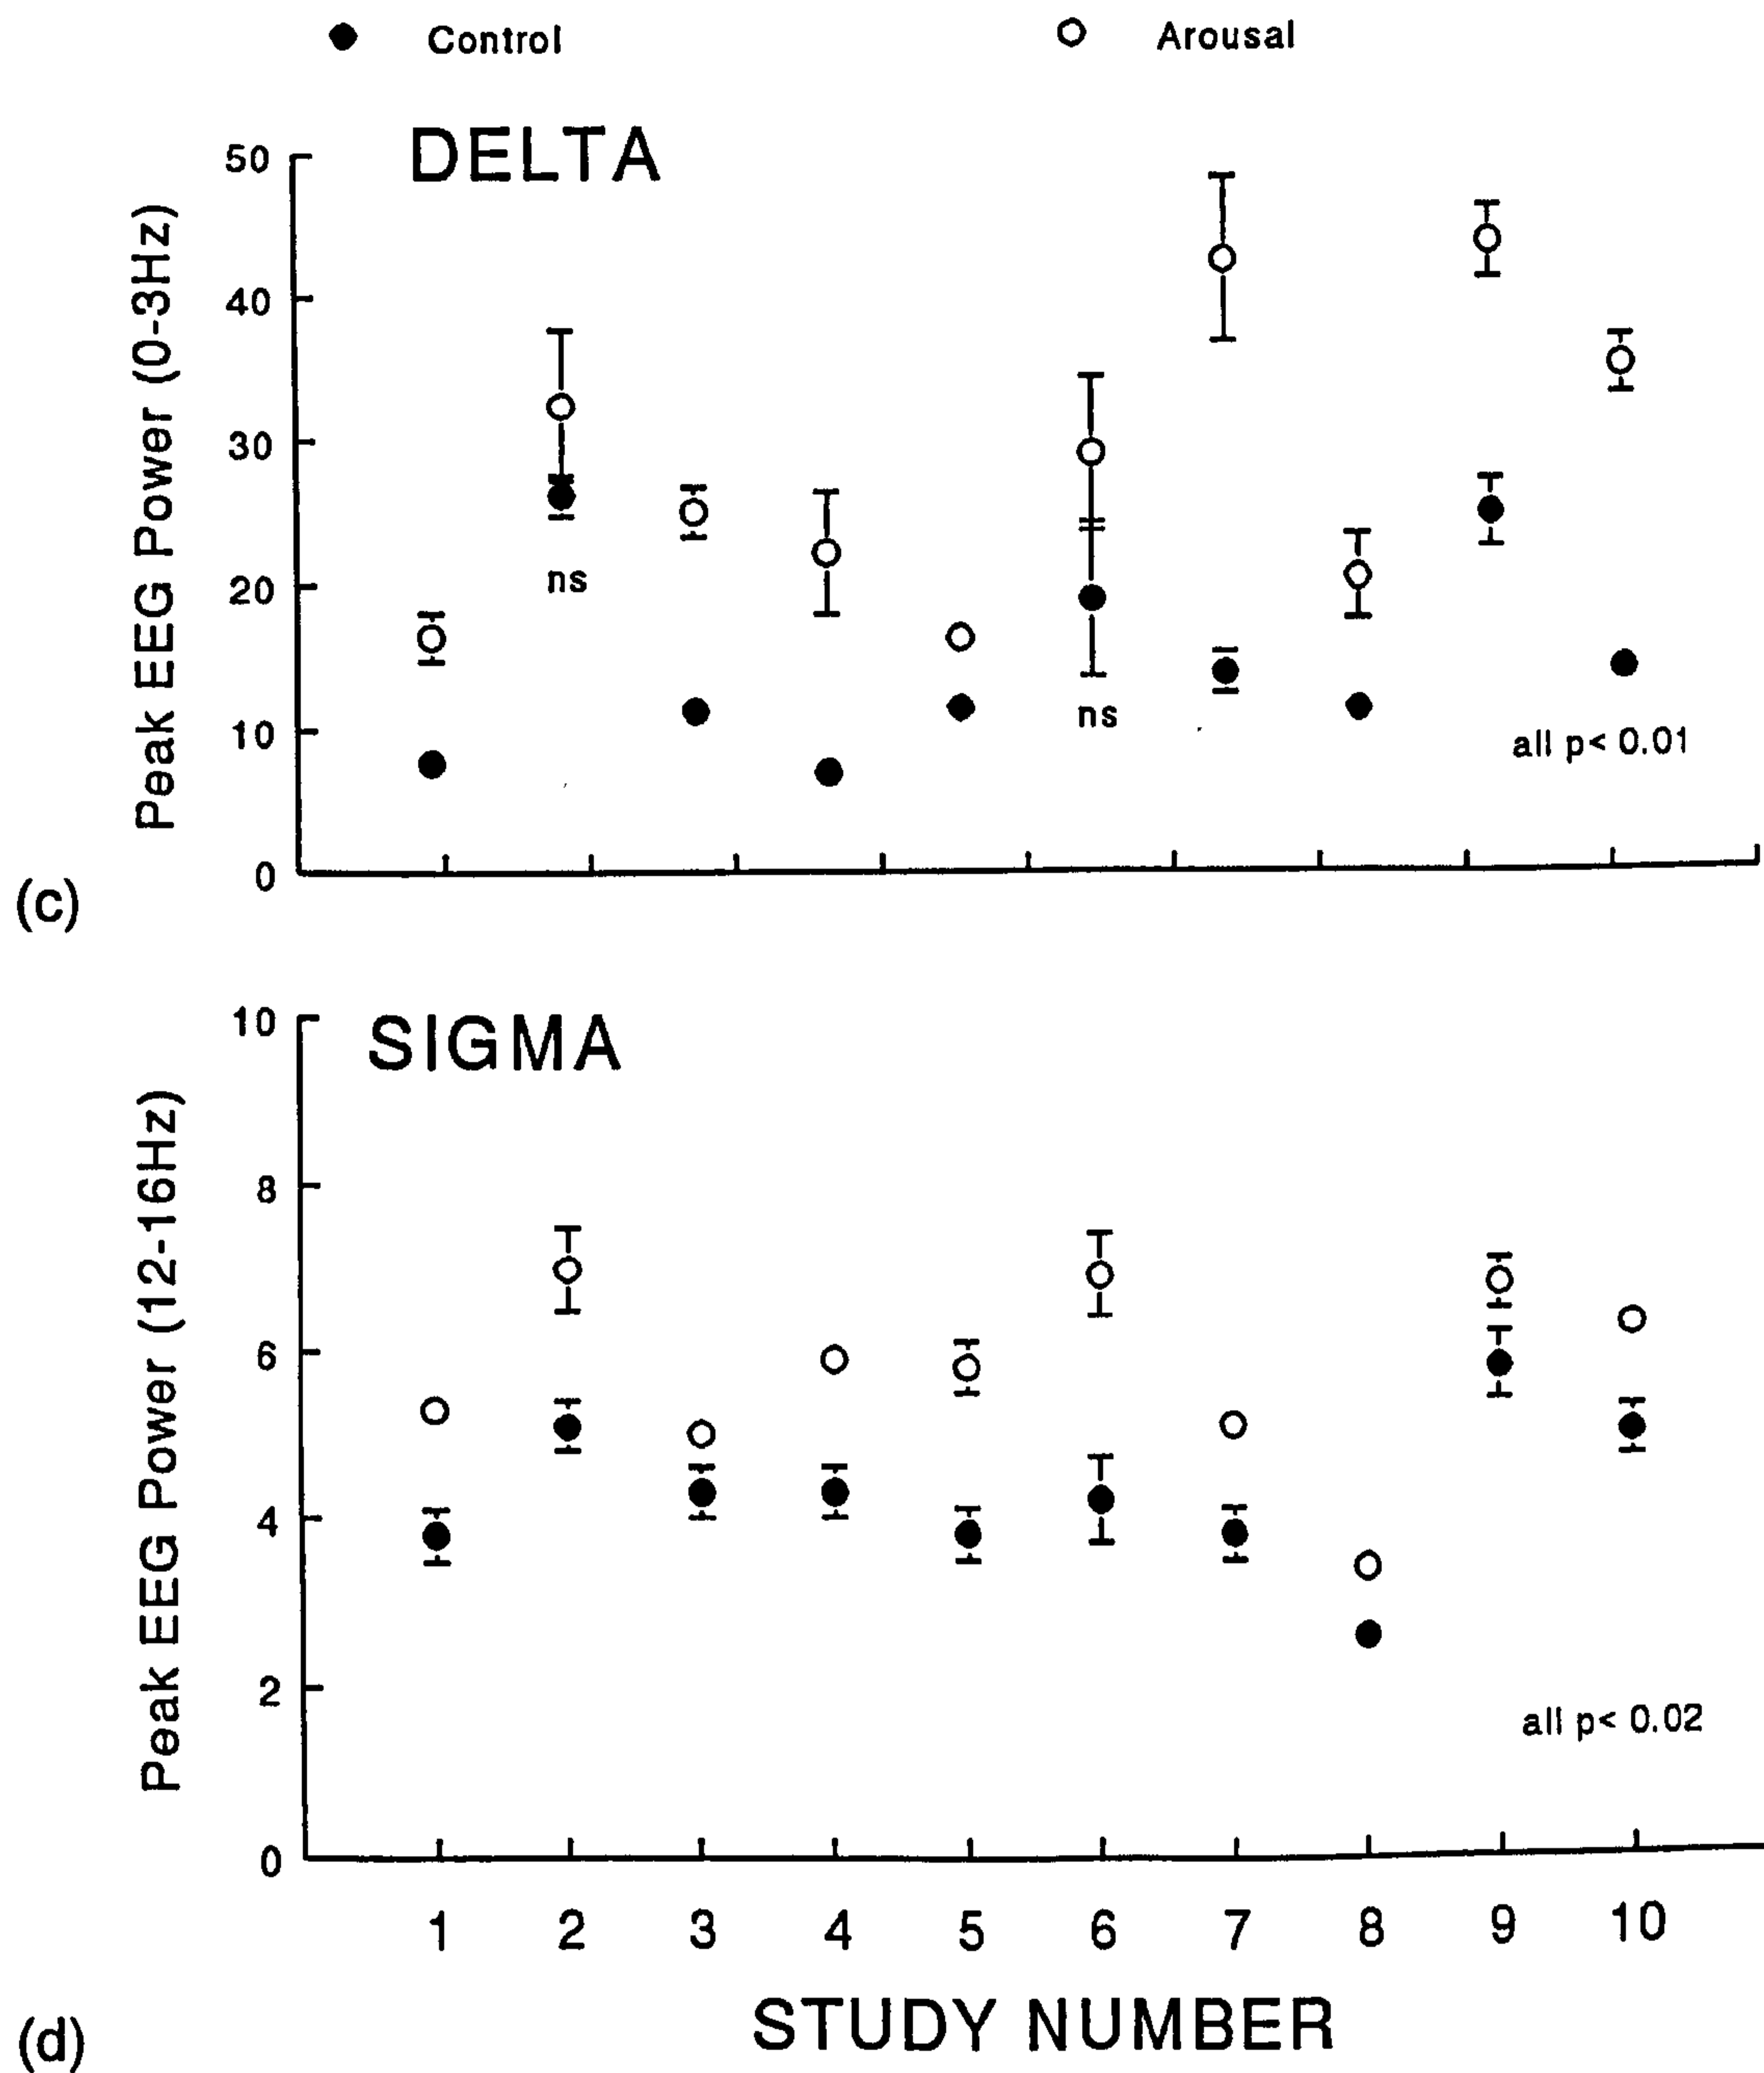 Control Arousal
DELTA
Peak EEG Power (0-3Hz)
50
40
30
20
10
0
ns
ns
all p< 0.01
(c)
SIGMA
Peak EEG Power (12-16Hz)
10
8
6
4
2
0
all p< 0.02
1 2 3 4 5 6 7 8 9 10
STUDY NUMBER
(d)